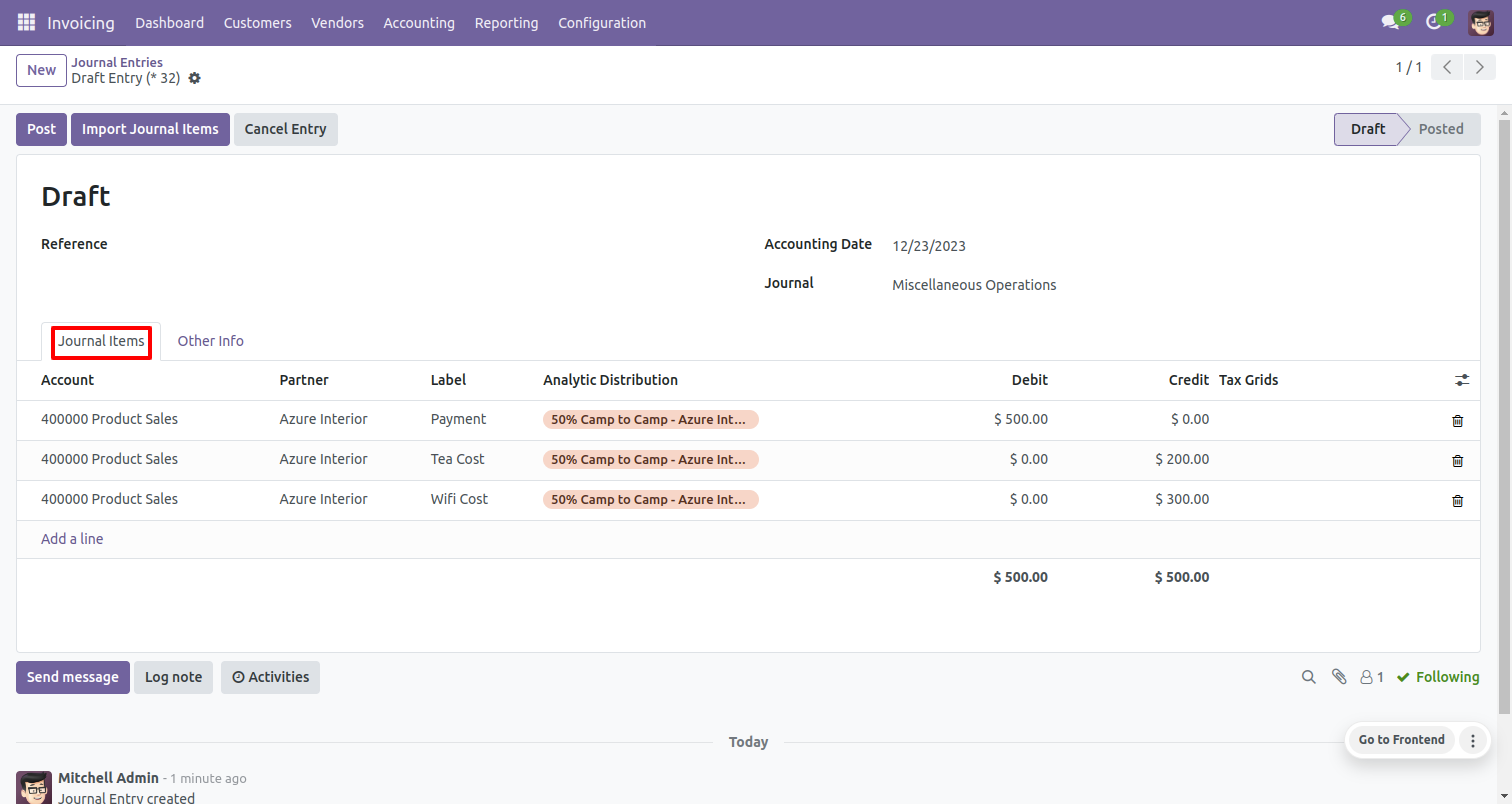 Invoicing Dashboard Customers Vendors Accounting Reporting Configuration 6 1
New Journal Entries 1 / 1
Draft Entry (* 32)
Post Import Journal Items Cancel Entry Draft Posted
Draft
Reference Accounting Date 12/23/2023
Journal Miscellaneous Operations
Journal Items Other Info
Account Partner Label Analytic Distribution Debit Credit Tax Grids
400000 Product Sales Azure Interior Payment 50% Camp to Camp - Azure Int... $ 500.00 $ 0.00
400000 Product Sales Azure Interior Tea Cost 50% Camp to Camp - Azure Int... $ 0.00 $ 200.00
400000 Product Sales Azure Interior Wifi Cost 50% Camp to Camp - Azure Int... $ 0.00 $ 300.00
Add a line
$ 500.00 $ 500.00
Send message Log note Activities 1 Following
Today
Go to Frontend
Mitchell Admin - 1 minute ago
Journal Entry created